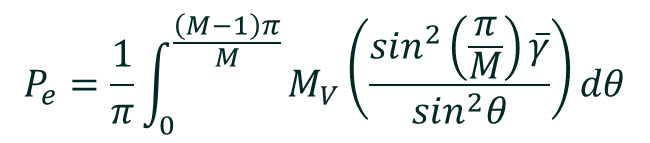 $P_e = \frac{1}{\pi} \int_0^{\frac{(M-1)\pi}{M}} M_V \left( \frac{sin^2 \left( \frac{\pi}{M} \right) \bar{\gamma}}{sin^2 \theta} \right) d\theta$